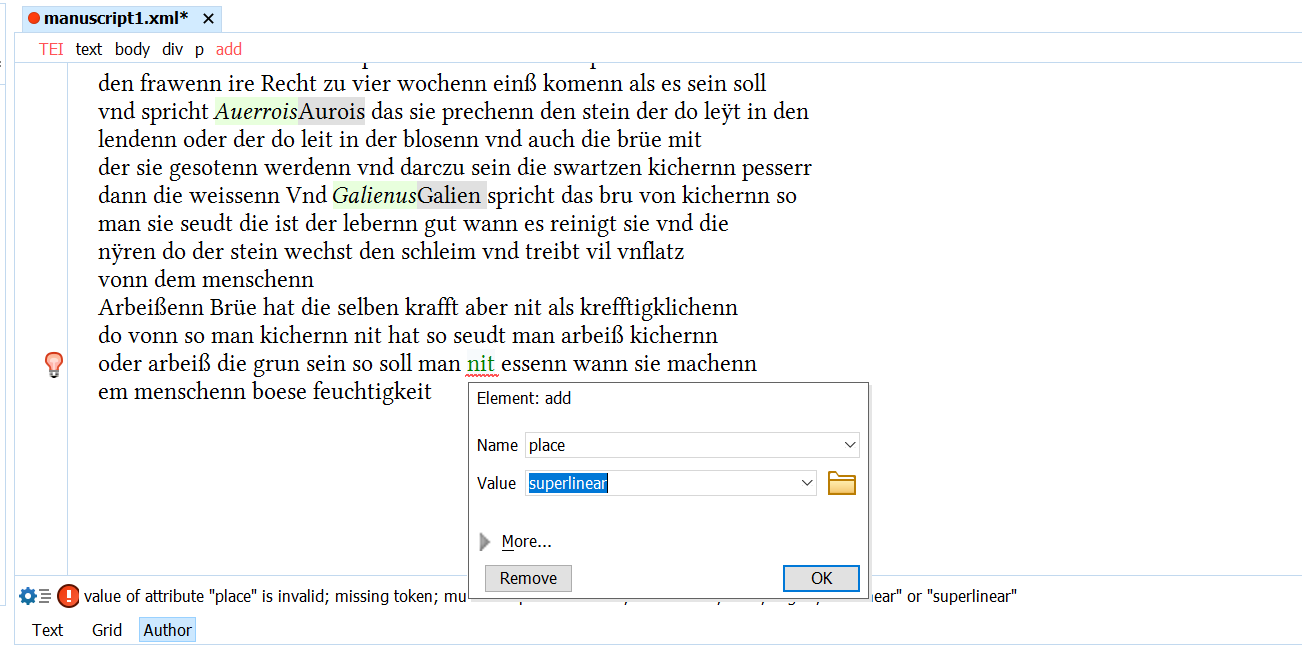 manuscript1.xml* ×
TEI text body div p add
den frawenn ire Recht zu vier wochenn einß komenn als es sein soll
vnd spricht AuerroisAurois das sie prechenn den stein der do leÿt in den
lendenn oder der do leit in der blosenn vnd auch die brüe mit
der sie gesotenn werdenn vnd darczu sein die swartzen kichernn pesserr
dann die weissenn Vnd GalienusGalien spricht das bru von kichernn so
man sie seudt die ist der lebernn gut wann es reinigt sie vnd die
nÿren do der stein wechst den schleim vnd treibt vil vnflatz
vonn dem menschenn
Arbeißenn Brüe hat die selben krafft aber nit als krefftigklichenn
do vonn so man kichernn nit hat so seudt man arbeiß kichernn
oder arbeiß die grun sein so soll man nit essenn wann sie machenn
em menschenn boese feuchtigkeit
Element: add
Name place
Value superlinear
More...
Remove OK
value of attribute "place" is invalid; missing token; or "superlinear"
Text Grid Author